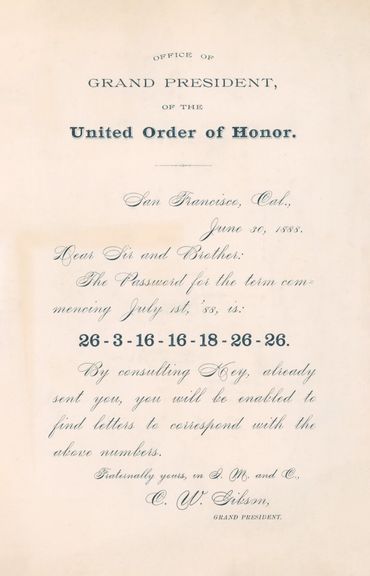 OFFICE OF
GRAND PRESIDENT,
OF THE
United Order of Honor.
San Francisco, Cal.,
June 30, 1888.
Dear Sir and Brother:
The Password for the term com=
mencing July 1st, '88, is:
26 - 3 - 16 - 16 - 18 - 26 - 26.
By consulting Key, already
sent you, you will be enabled to
find letters to correspond with the
above numbers.
Fraternally yours, in I. M. and C.,
C. W. Gibson,
GRAND PRESIDENT.